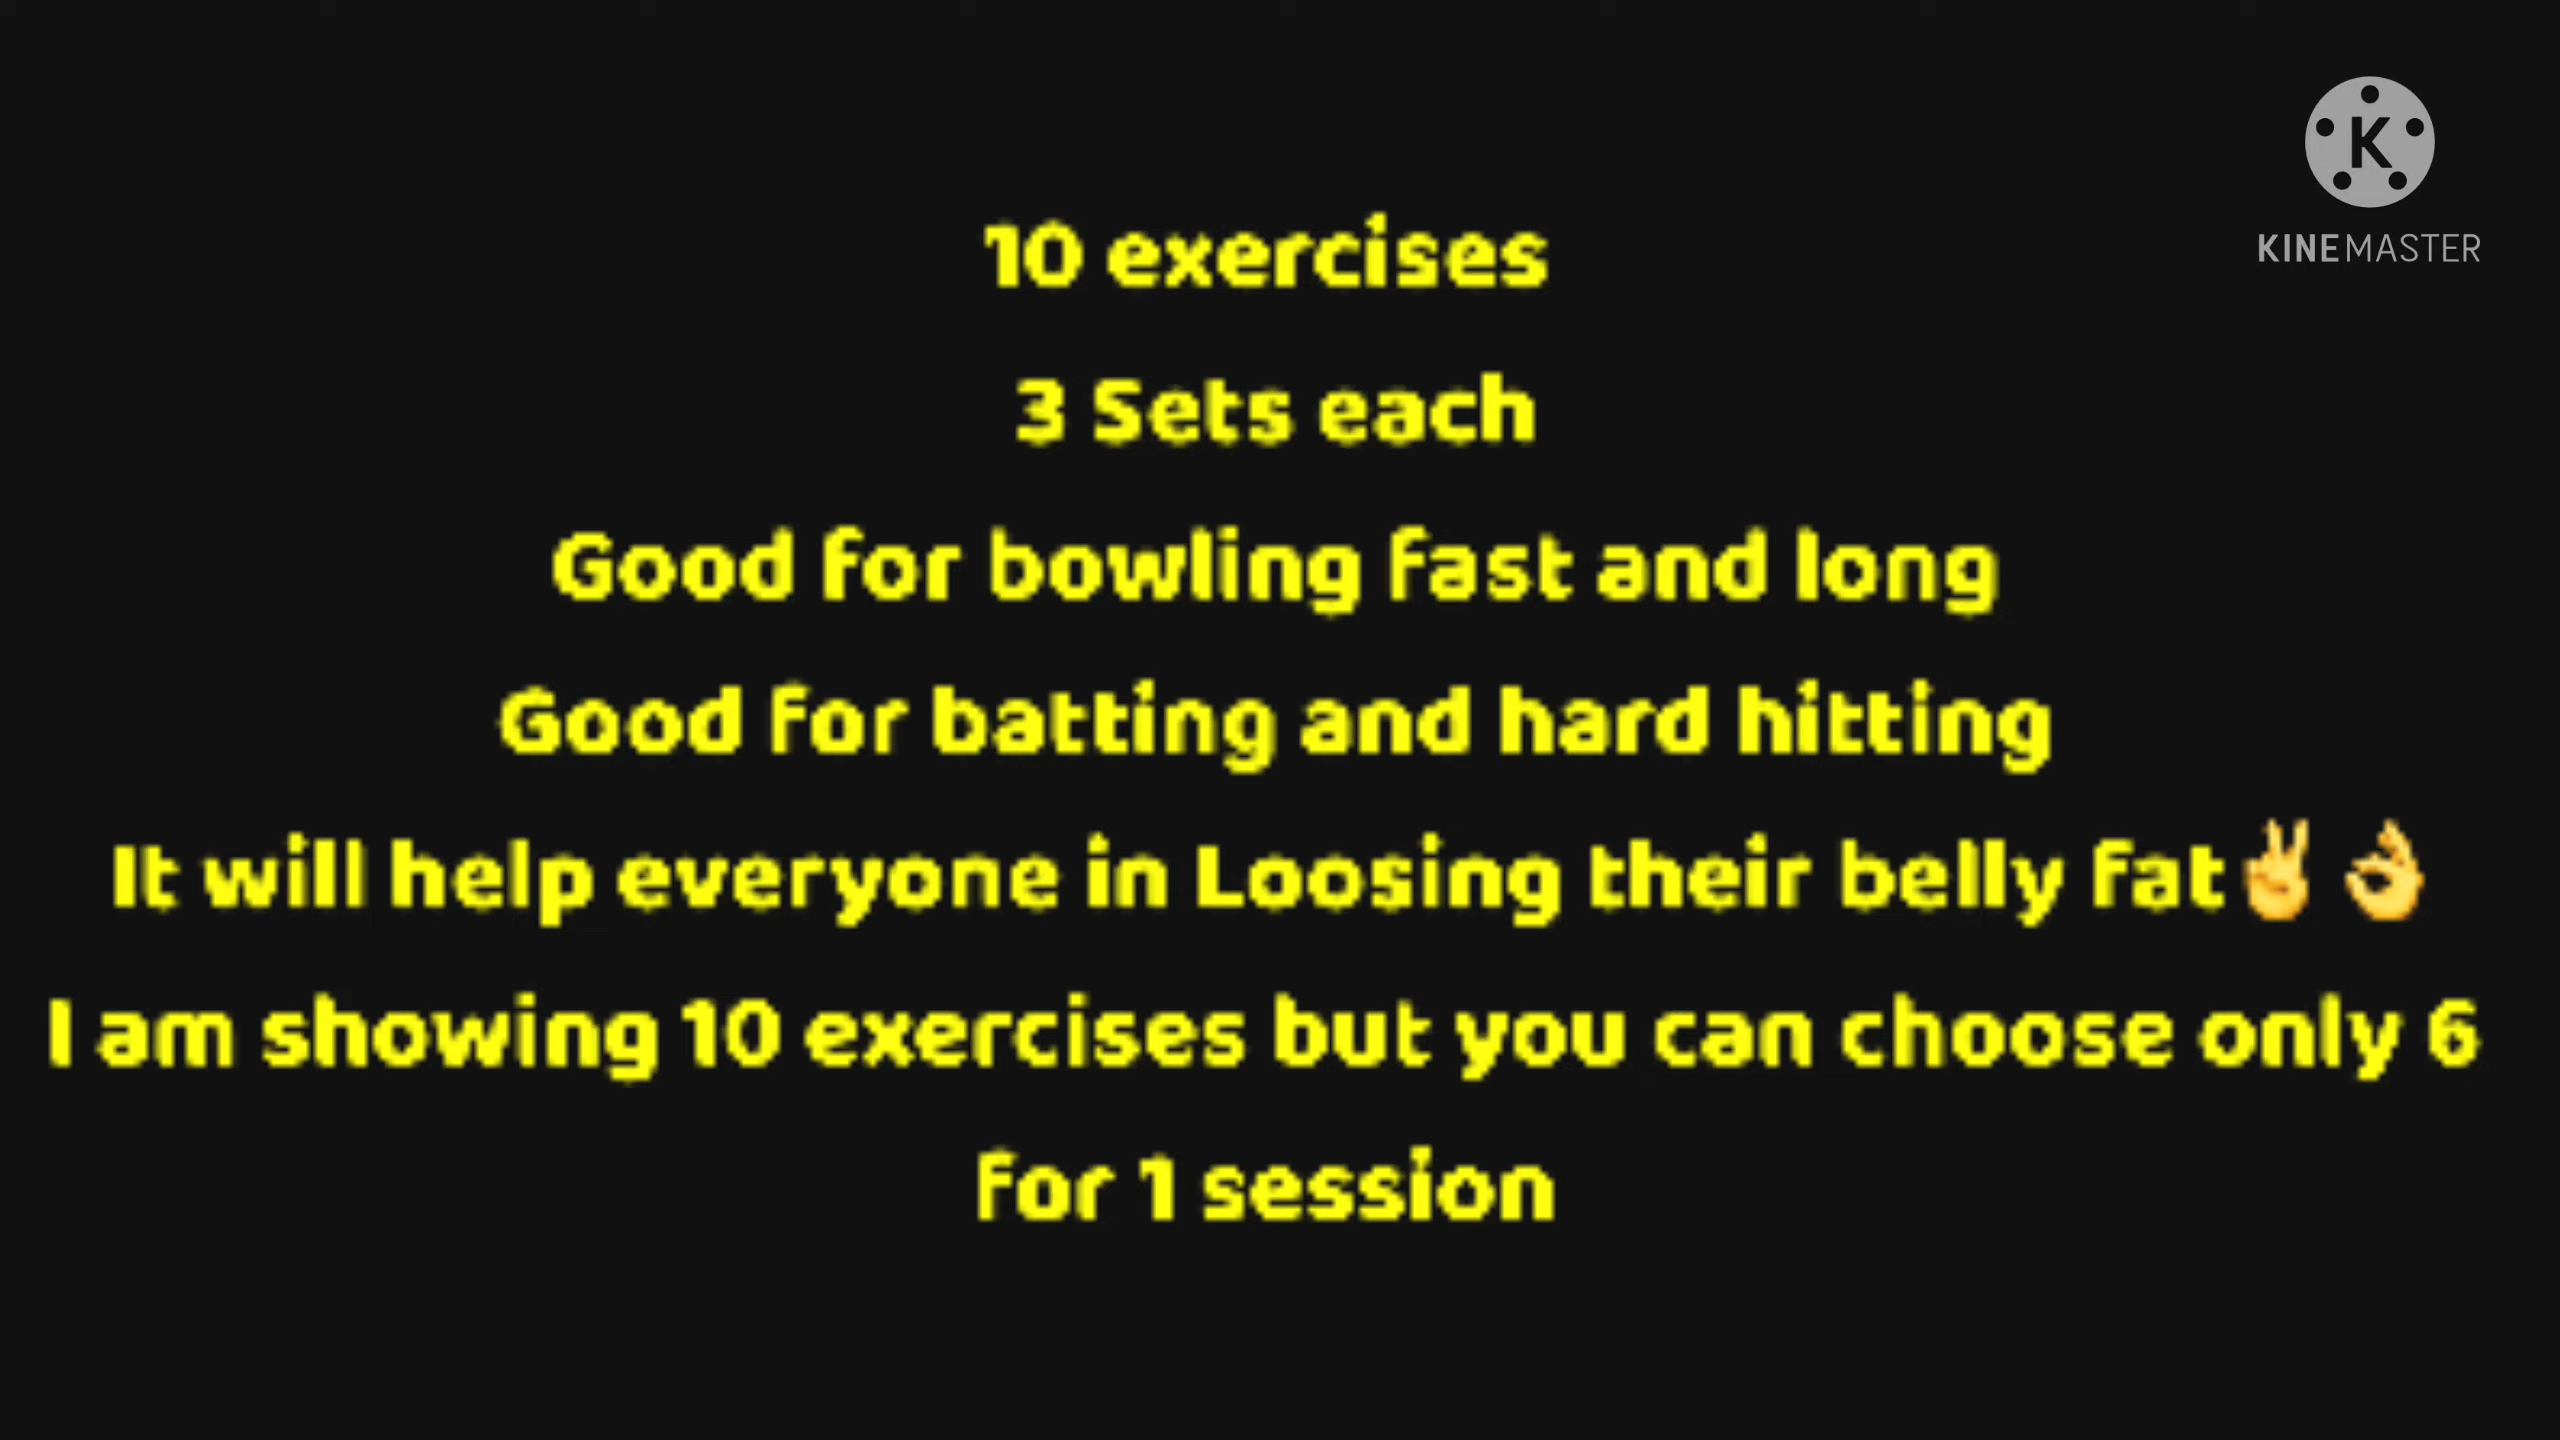 K
KINEMASTER
10 exercises
3 Sets each
Good for bowling fast and long
Good for batting and hard hitting
It will help everyone in Loosing their belly fat✌️👌
I am showing 10 exercises but you can choose only 6
for 1 session